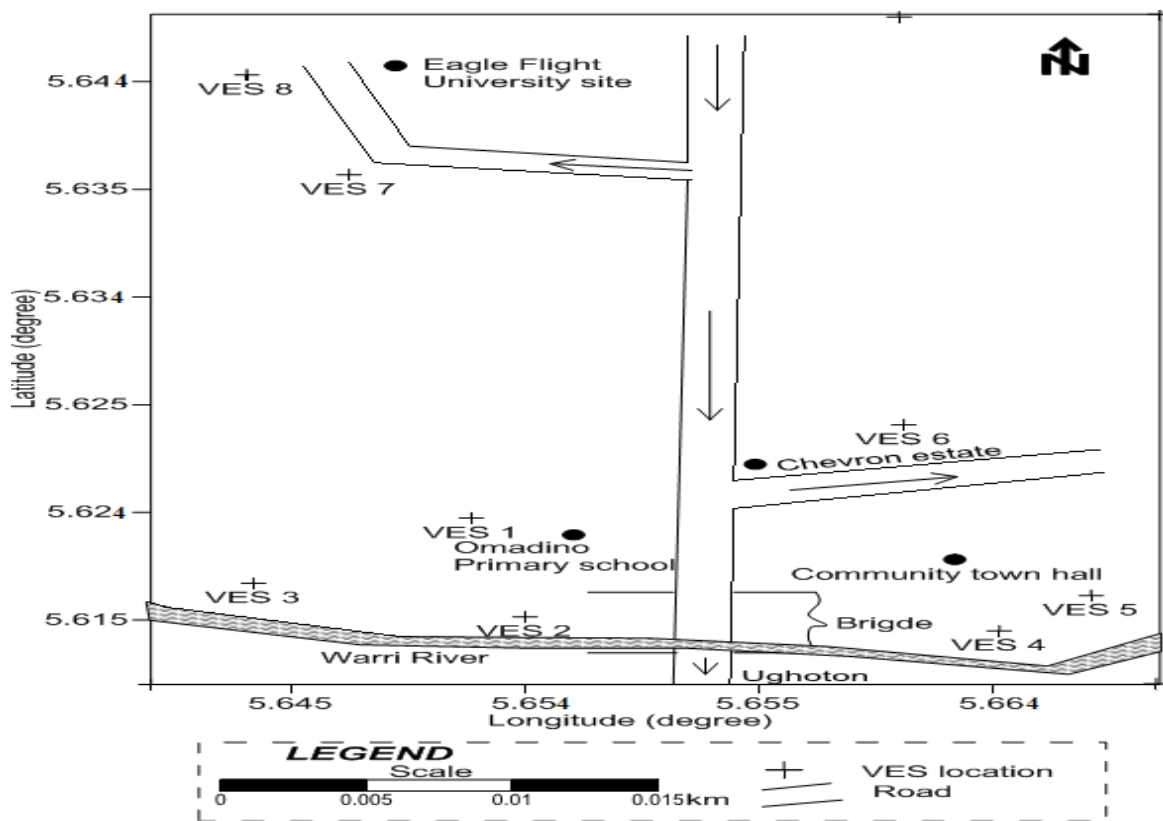 5.644
VES 8
Eagle Flight
University site
N
5.635
VES 7
5.634
Latitude (degree)
5.625
VES 6
Chevron estate
5.624
VES 1
Omadino
Primary school
Community town hall
VES 3
VES 5
5.615
VES 2
Brigde
VES 4
Warri River
Ughoton
5.645
5.654
5.655
5.664
Longitude (degree)
LEGEND
Scale
0
0.005
0.01
0.015km
VES location
Road